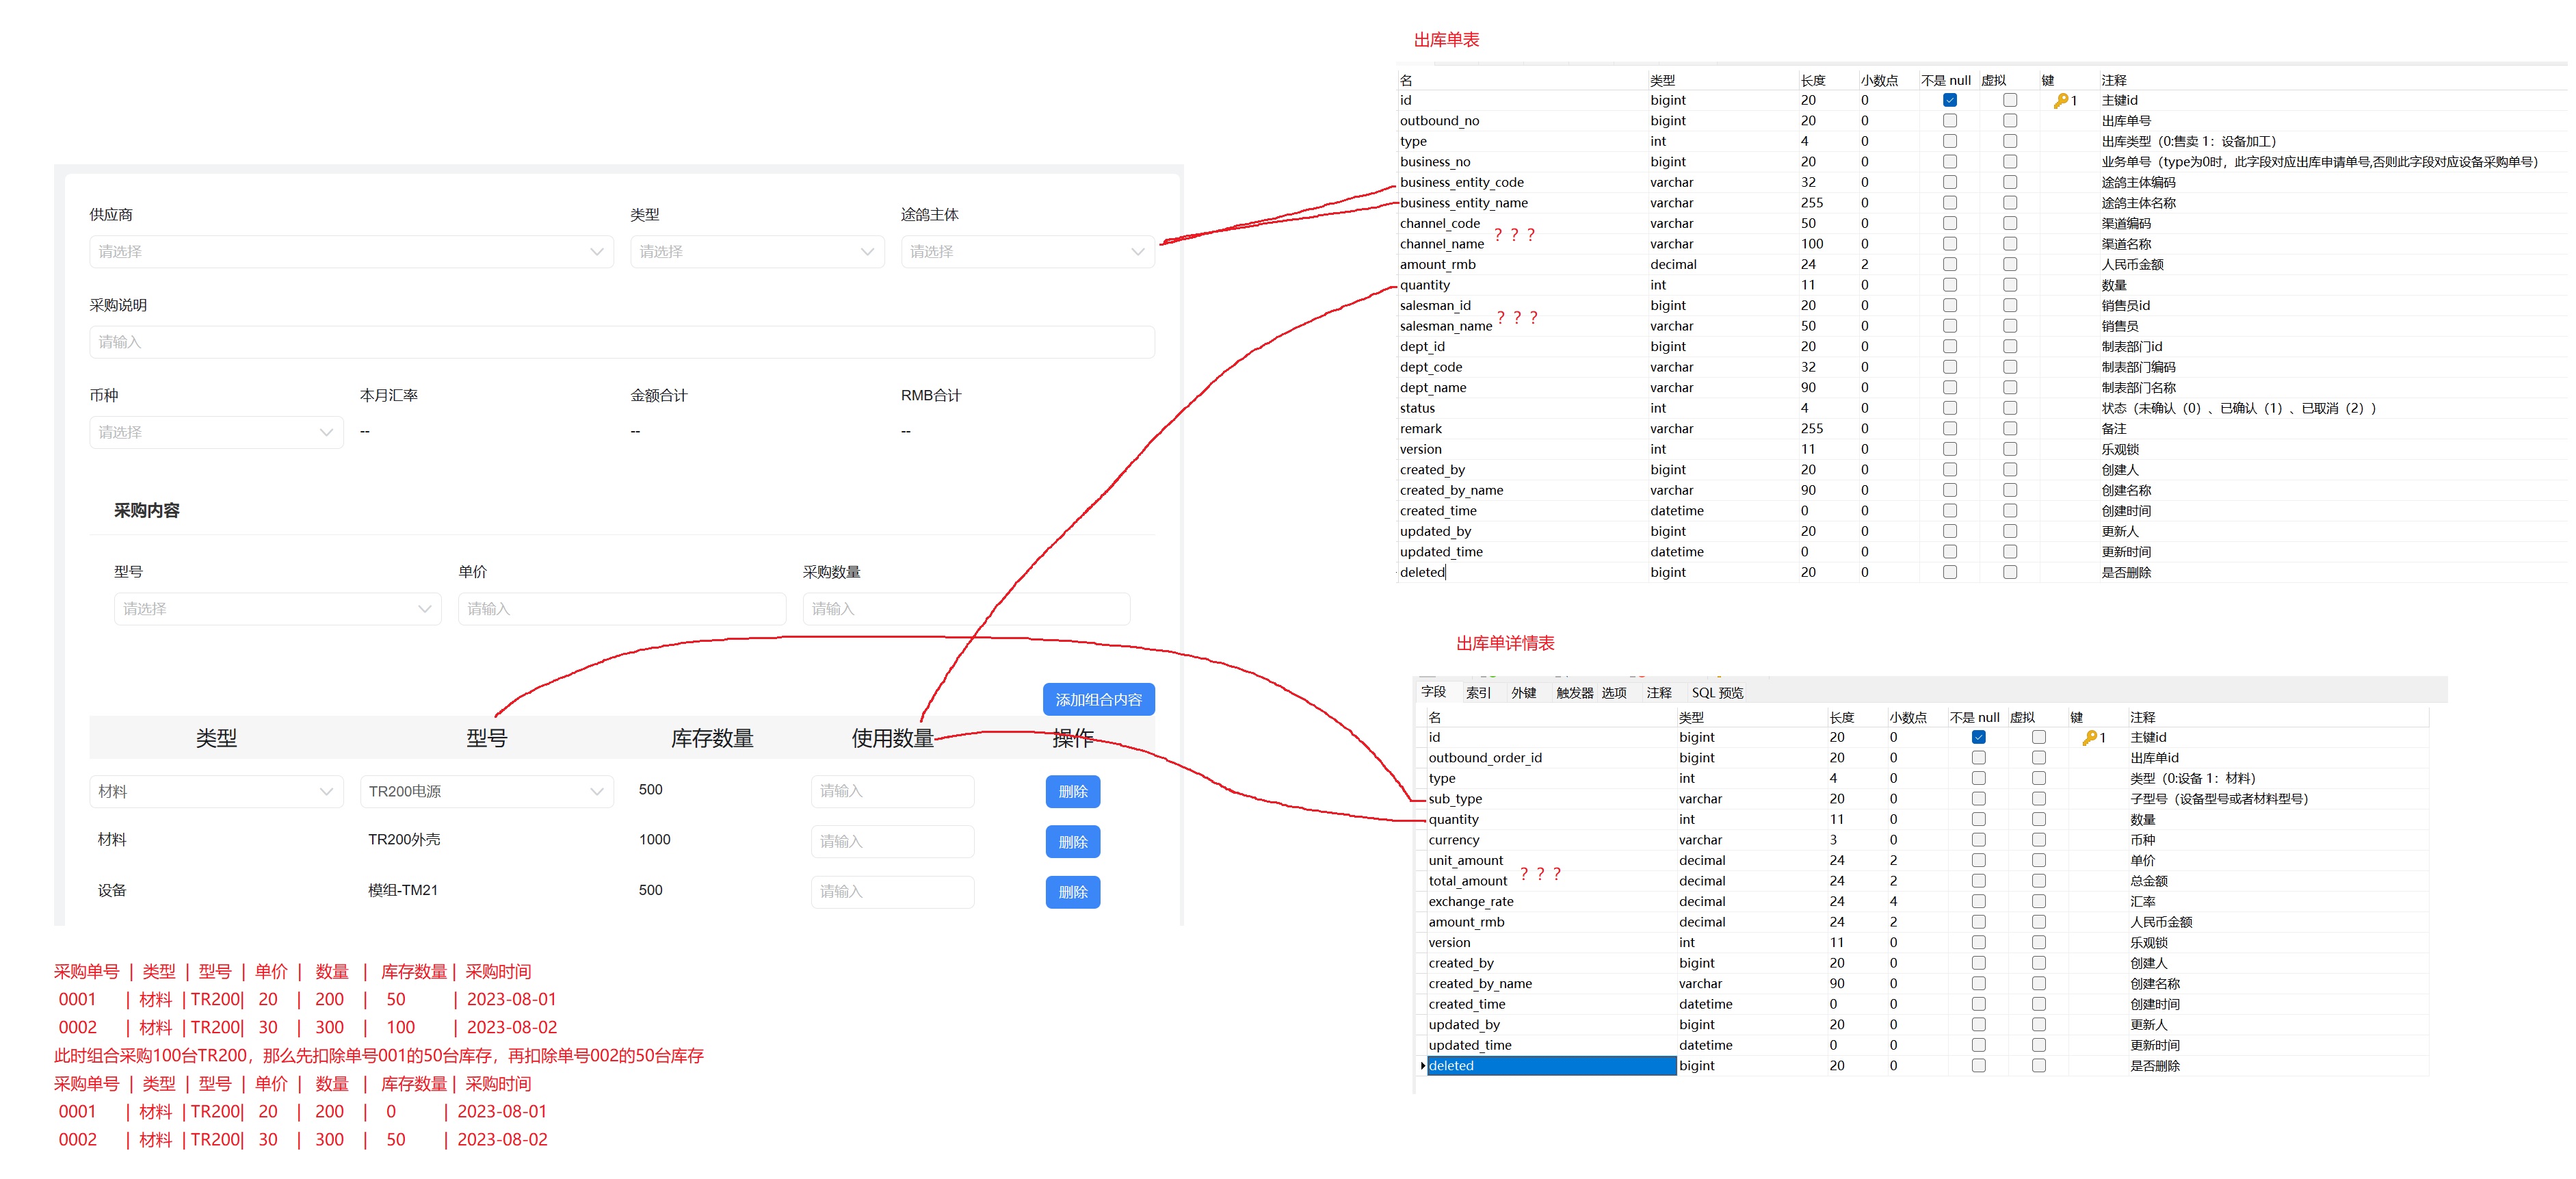 出库单表
名 类型 长度 小数点 不是 null 虚拟 键 注释
id bigint 20 0 1 主键id
outbound_no bigint 20 0 出库单号
type int 4 0 出库类型（0:售卖 1：设备加工）
business_no bigint 20 0 业务单号（type为0时，此字段对应出库申请单号,否则此字段对应设备采购单号）
business_entity_code varchar 32 0 途鸽主体编码
business_entity_name varchar 255 0 途鸽主体名称
channel_code varchar 50 0 渠道编码
？？？
channel_name varchar 100 0 渠道名称
amount_rmb decimal 24 2 人民币金额
quantity int 11 0 数量
salesman_id bigint 20 0 销售员id
？？？
salesman_name varchar 50 0 销售员
dept_id bigint 20 0 制表部门id
dept_code varchar 32 0 制表部门编码
dept_name varchar 90 0 制表部门名称
status int 4 0 状态（未确认（0）、已确认（1）、已取消（2））
remark varchar 255 0 备注
version int 11 0 乐观锁
created_by bigint 20 0 创建人
created_by_name varchar 90 0 创建名称
created_time datetime 0 0 创建时间
updated_by bigint 20 0 更新人
updated_time datetime 0 0 更新时间
deleted bigint 20 0 是否删除
供应商 类型 途鸽主体
请选择 请选择 请选择
采购说明
请输入
币种 本月汇率 金额合计 RMB合计
请选择 -- -- --
采购内容
型号 单价 采购数量
请选择 请输入 请输入
添加组合内容
类型 型号 库存数量 使用数量 操作
材料 TR200电源 500 请输入 删除
材料 TR200外壳 1000 请输入 删除
设备 模组-TM21 500 请输入 删除
出库单详情表
字段 索引 外键 触发器 选项 注释 SQL 预览
名 类型 长度 小数点 不是 null 虚拟 键 注释
id bigint 20 0 1 主键id
outbound_order_id bigint 20 0 出库单id
type int 4 0 类型（0:设备 1：材料）
sub_type varchar 20 0 子型号（设备型号或者材料型号）
quantity int 11 0 数量
currency varchar 3 0 币种
unit_amount decimal 24 2 单价
？？？
total_amount decimal 24 2 总金额
exchange_rate decimal 24 4 汇率
amount_rmb decimal 24 2 人民币金额
version int 11 0 乐观锁
created_by bigint 20 0 创建人
created_by_name bigint 90 0 创建名称
created_time datetime 0 0 创建时间
updated_by bigint 20 0 更新人
updated_time datetime 0 0 更新时间
deleted bigint 20 0 是否删除
采购单号 | 类型 | 型号 | 单价 | 数量 | 库存数量 | 采购时间
0001 | 材料 | TR200| 20 | 200 | 50 | 2023-08-01
0002 | 材料 | TR200| 30 | 300 | 100 | 2023-08-02
此时组合采购100台TR200，那么先扣除单号001的50台库存，再扣除单号002的50台库存
采购单号 | 类型 | 型号 | 单价 | 数量 | 库存数量 | 采购时间
0001 | 材料 | TR200| 20 | 200 | 0 | 2023-08-01
0002 | 材料 | TR200| 30 | 300 | 50 | 2023-08-02